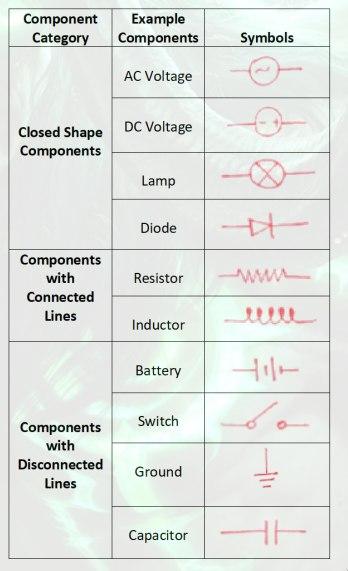 Component Category
Example Components
Symbols
Closed Shape Components
AC Voltage
DC Voltage
Lamp
Diode
Components with Connected Lines
Resistor
Inductor
Components with Disconnected Lines
Battery
Switch
Ground
Capacitor